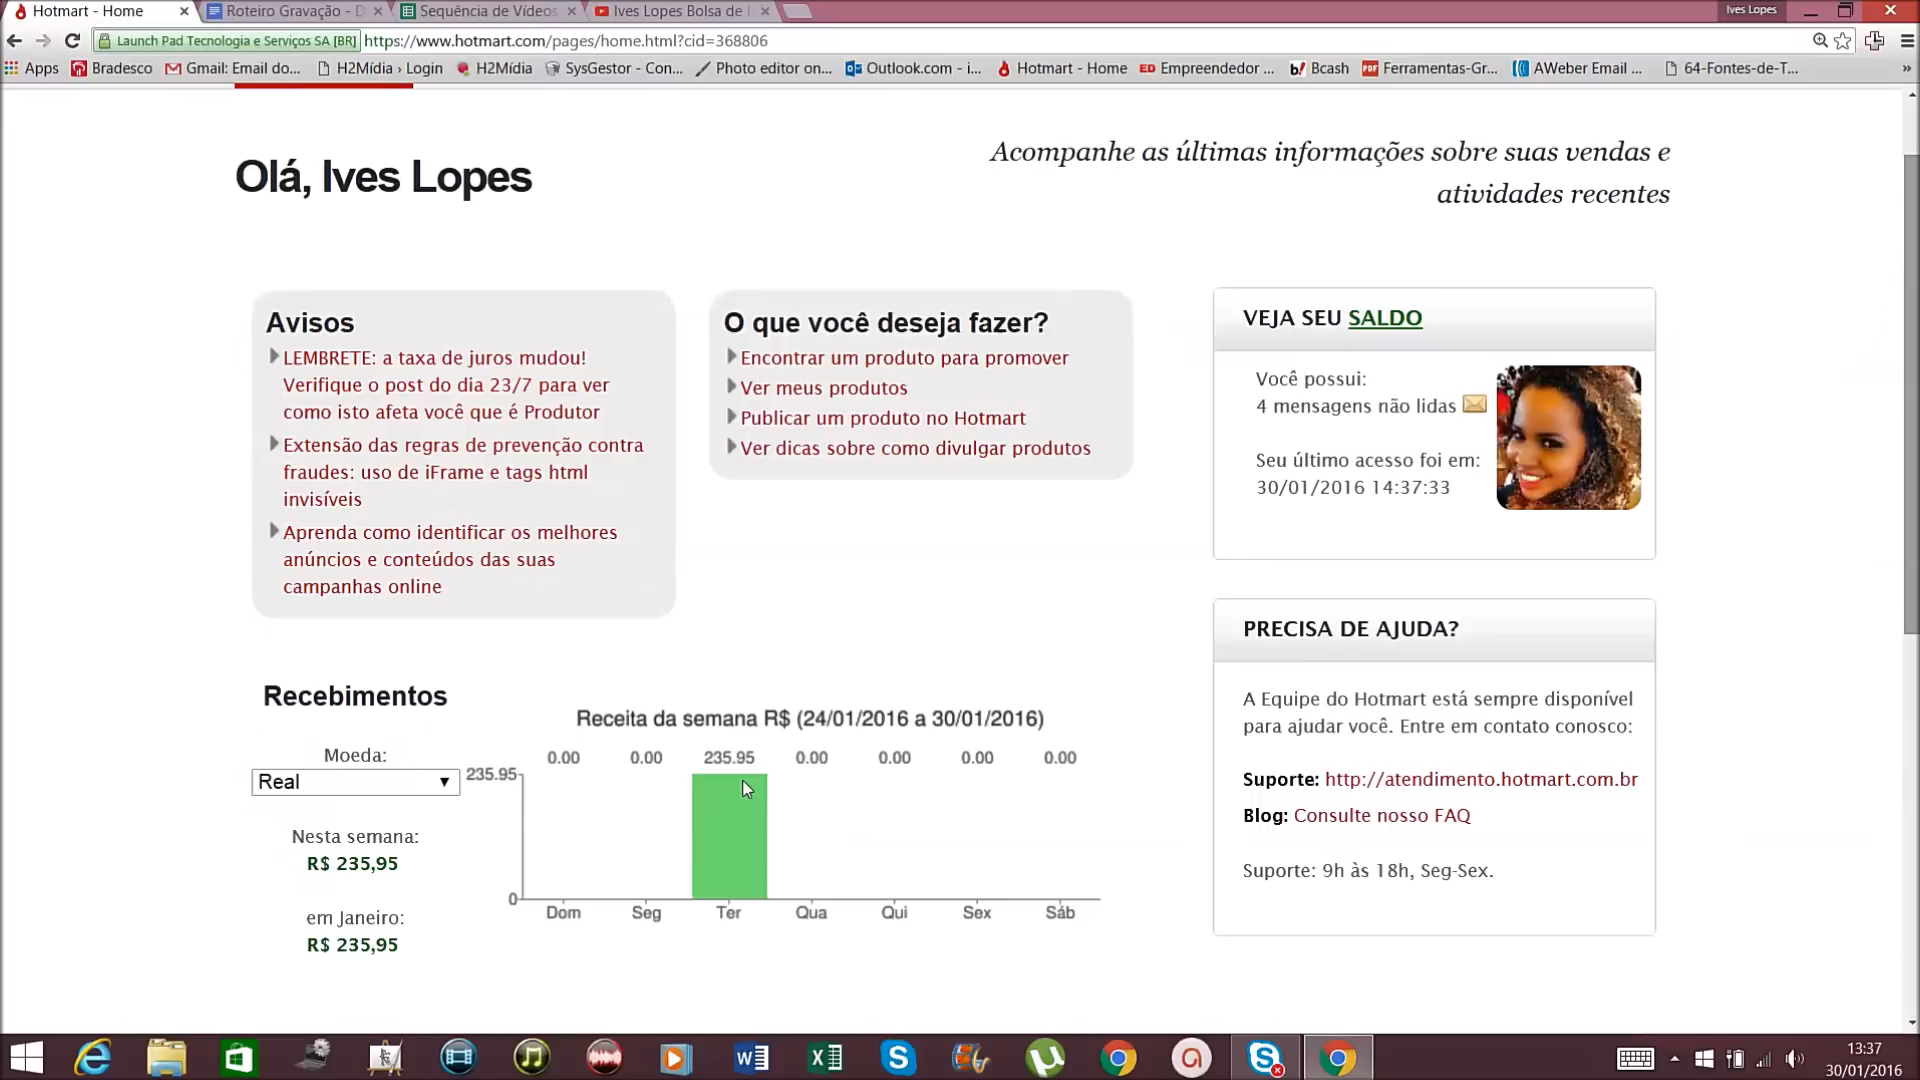 Hotmart - Home
Roteiro Gravação - D
Sequência de Vídeos
Ives Lopes Bolsa de
Ives Lopes
Launch Pad Tecnologia e Serviços SA [BR]
https://www.hotmart.com/pages/home.html?cid=368806
Apps
Bradesco
Gmail: Email do...
H2Mídia › Login
H2Mídia
SysGestor - Con...
Photo editor on...
Outlook.com - i...
Hotmart - Home
Empreendedor ...
Bcash
Ferramentas-Gr...
AWeber Email ...
64-Fontes-de-T...
»
Olá, Ives Lopes
Acompanhe as últimas informações sobre suas vendas e
atividades recentes
Avisos
LEMBRETE: a taxa de juros mudou!
Verifique o post do dia 23/7 para ver
como isto afeta você que é Produtor
Extensão das regras de prevenção contra
fraudes: uso de iFrame e tags html
invisíveis
Aprenda como identificar os melhores
anúncios e conteúdos das suas
campanhas online
O que você deseja fazer?
Encontrar um produto para promover
Ver meus produtos
Publicar um produto no Hotmart
Ver dicas sobre como divulgar produtos
VEJA SEU SALDO
Você possui:
4 mensagens não lidas
Seu último acesso foi em:
30/01/2016 14:37:33
PRECISA DE AJUDA?
A Equipe do Hotmart está sempre disponível
para ajudar você. Entre em contato conosco:
Suporte: http://atendimento.hotmart.com.br
Blog: Consulte nosso FAQ
Suporte: 9h às 18h, Seg-Sex.
Recebimentos
Moeda:
Real
Nesta semana:
R$ 235,95
em Janeiro:
R$ 235,95
Receita da semana R$ (24/01/2016 a 30/01/2016)
0.00 0.00 235.95 0.00 0.00 0.00 0.00
235.95
0
Dom Seg Ter Qua Qui Sex Sáb
13:37
30/01/2016